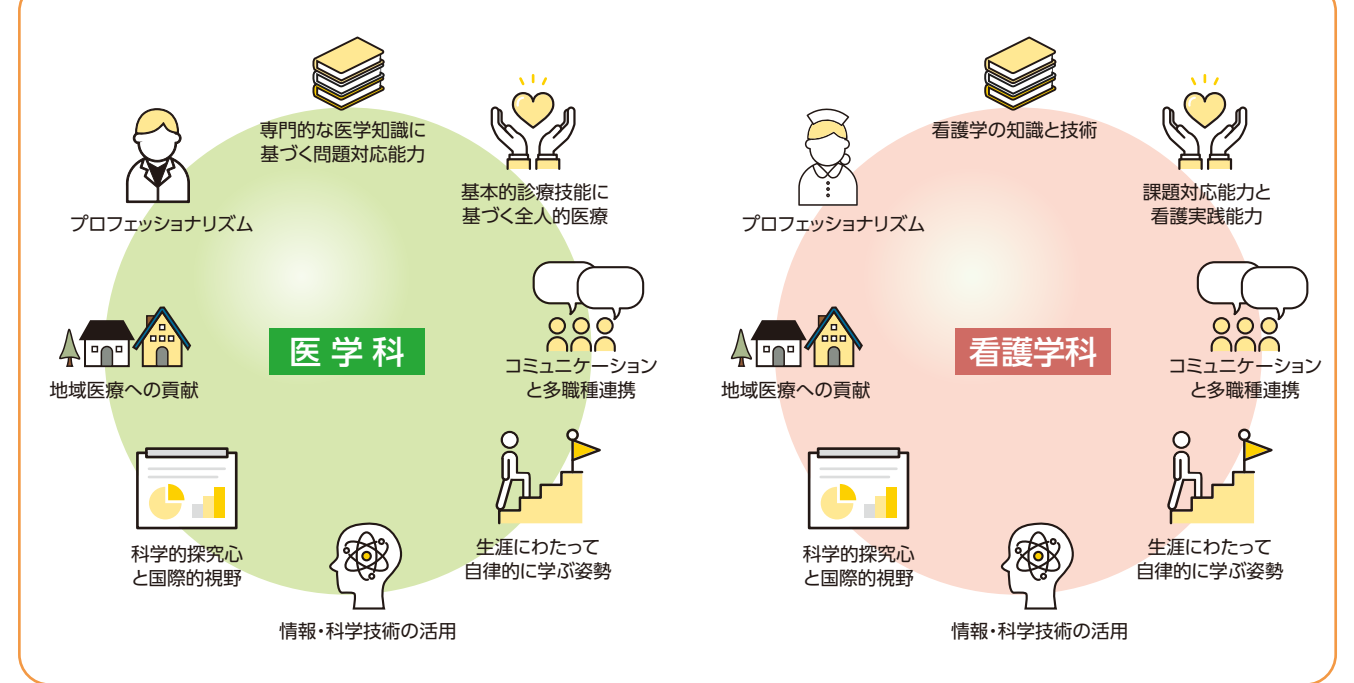 専門的な医学知識に
基づく問題対応能力
基本的診療技能に
基づく全人的医療
プロフェッショナリズム
医学科
コミュニケーション
と多職種連携
地域医療への貢献
科学的探究心
と国際的視野
生涯にわたって
自律的に学ぶ姿勢
情報・科学技術の活用
看護学の知識と技術
課題対応能力と
看護実践能力
プロフェッショナリズム
看護学科
コミュニケーション
と多職種連携
地域医療への貢献
科学的探究心
と国際的視野
生涯にわたって
自律的に学ぶ姿勢
情報・科学技術の活用